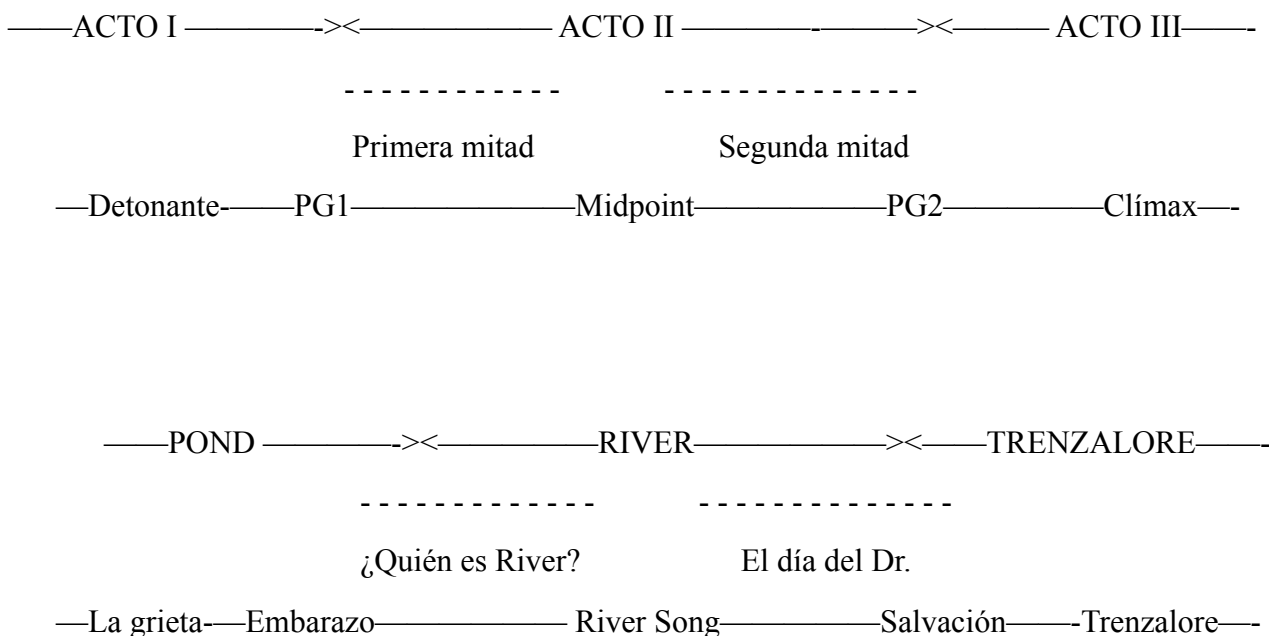 ——ACTO I ————-><—————— ACTO II ————-———><——— ACTO III——-
- - - - - - - - - - - - - - - - - - - - - - - - - -
Primera mitad Segunda mitad
—Detonante-——PG1———————Midpoint——————PG2—————Clímax—-
——POND ————-><—————RIVER——————><——TRENZALORE——-
- - - - - - - - - - - - - - - - - - - - - - - - - - -
¿Quién es River? El día del Dr.
—La grieta-—Embarazo—————— River Song—————Salvación——-Trenzalore—-